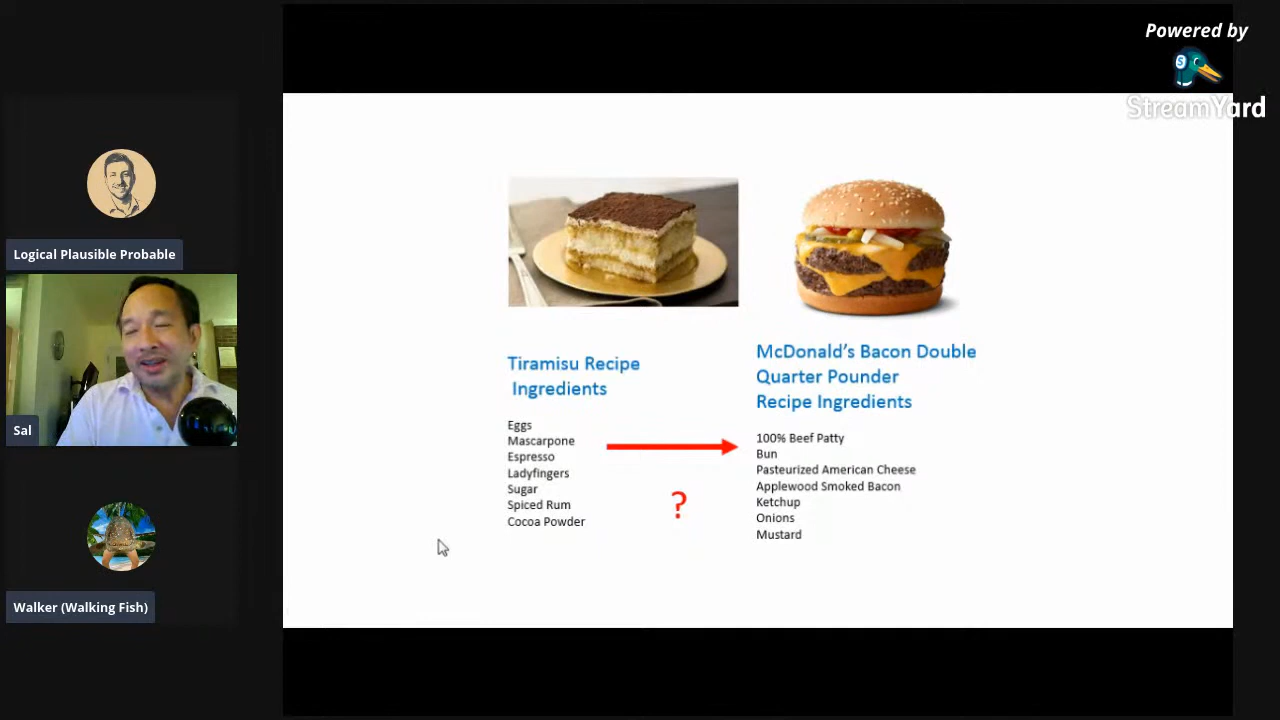 Powered by
StreamYard
Logical Plausible Probable
Sal
Walker (Walking Fish)
Tiramisu Recipe
Ingredients
Eggs
Mascarpone
Espresso
Ladyfingers
Sugar
Spiced Rum
Cocoa Powder
?
McDonald's Bacon Double
Quarter Pounder
Recipe Ingredients
100% Beef Patty
Bun
Pasteurized American Cheese
Applewood Smoked Bacon
Ketchup
Onions
Mustard